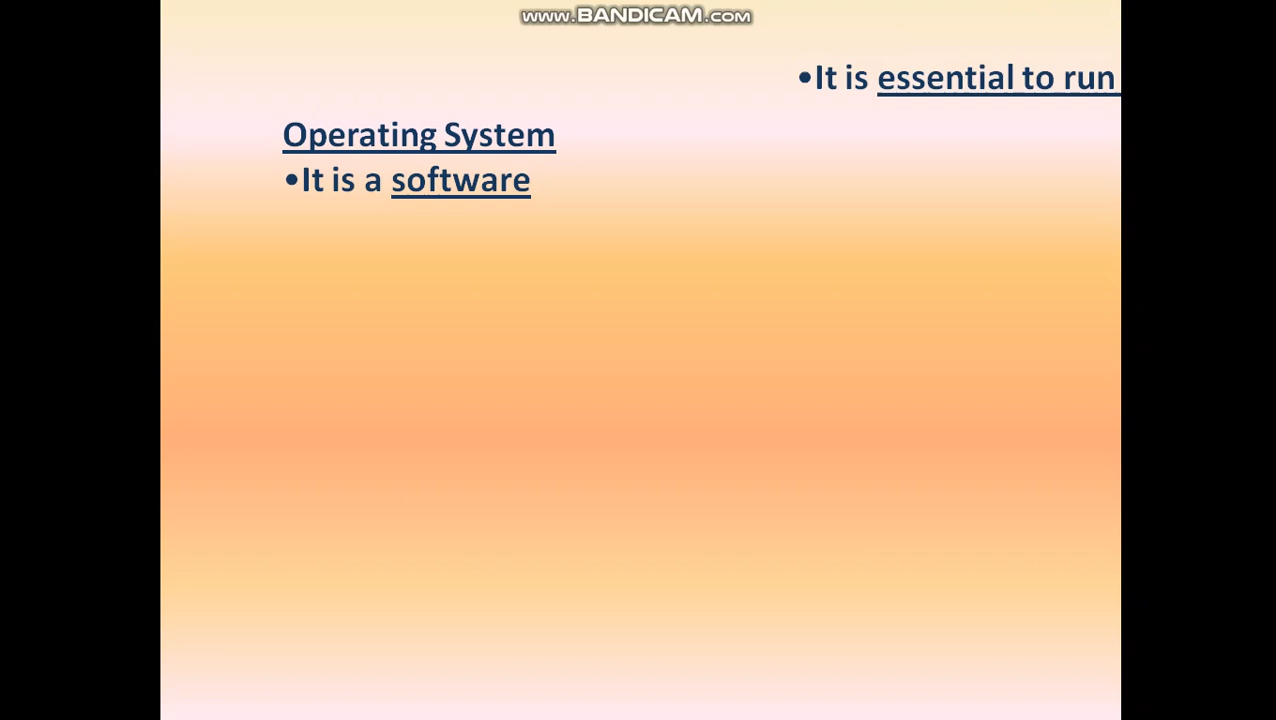 www.BANDICAM.com
•It is essential to run
Operating System
•It is a software